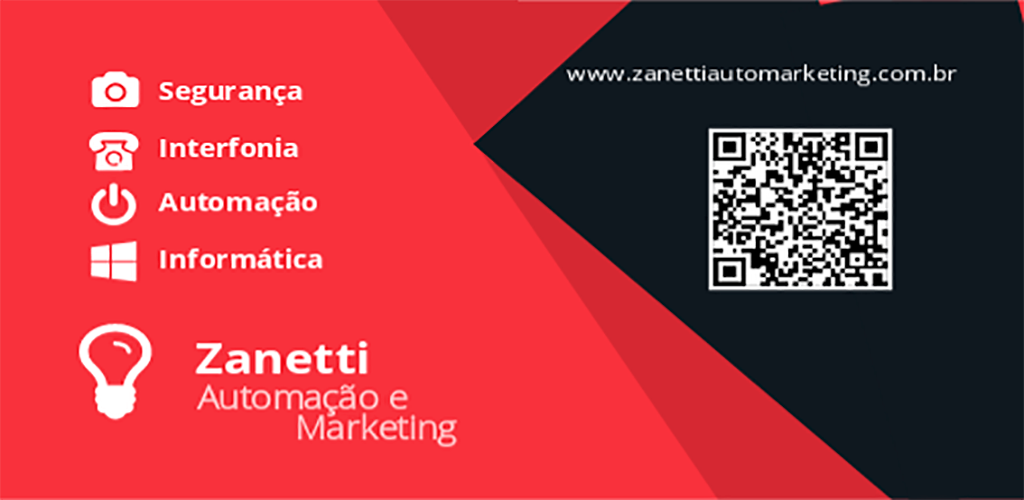 Segurança
Interfonia
Automação
Informática
Zanetti
Automação e
Marketing
www.zanettiautomarketing.com.br